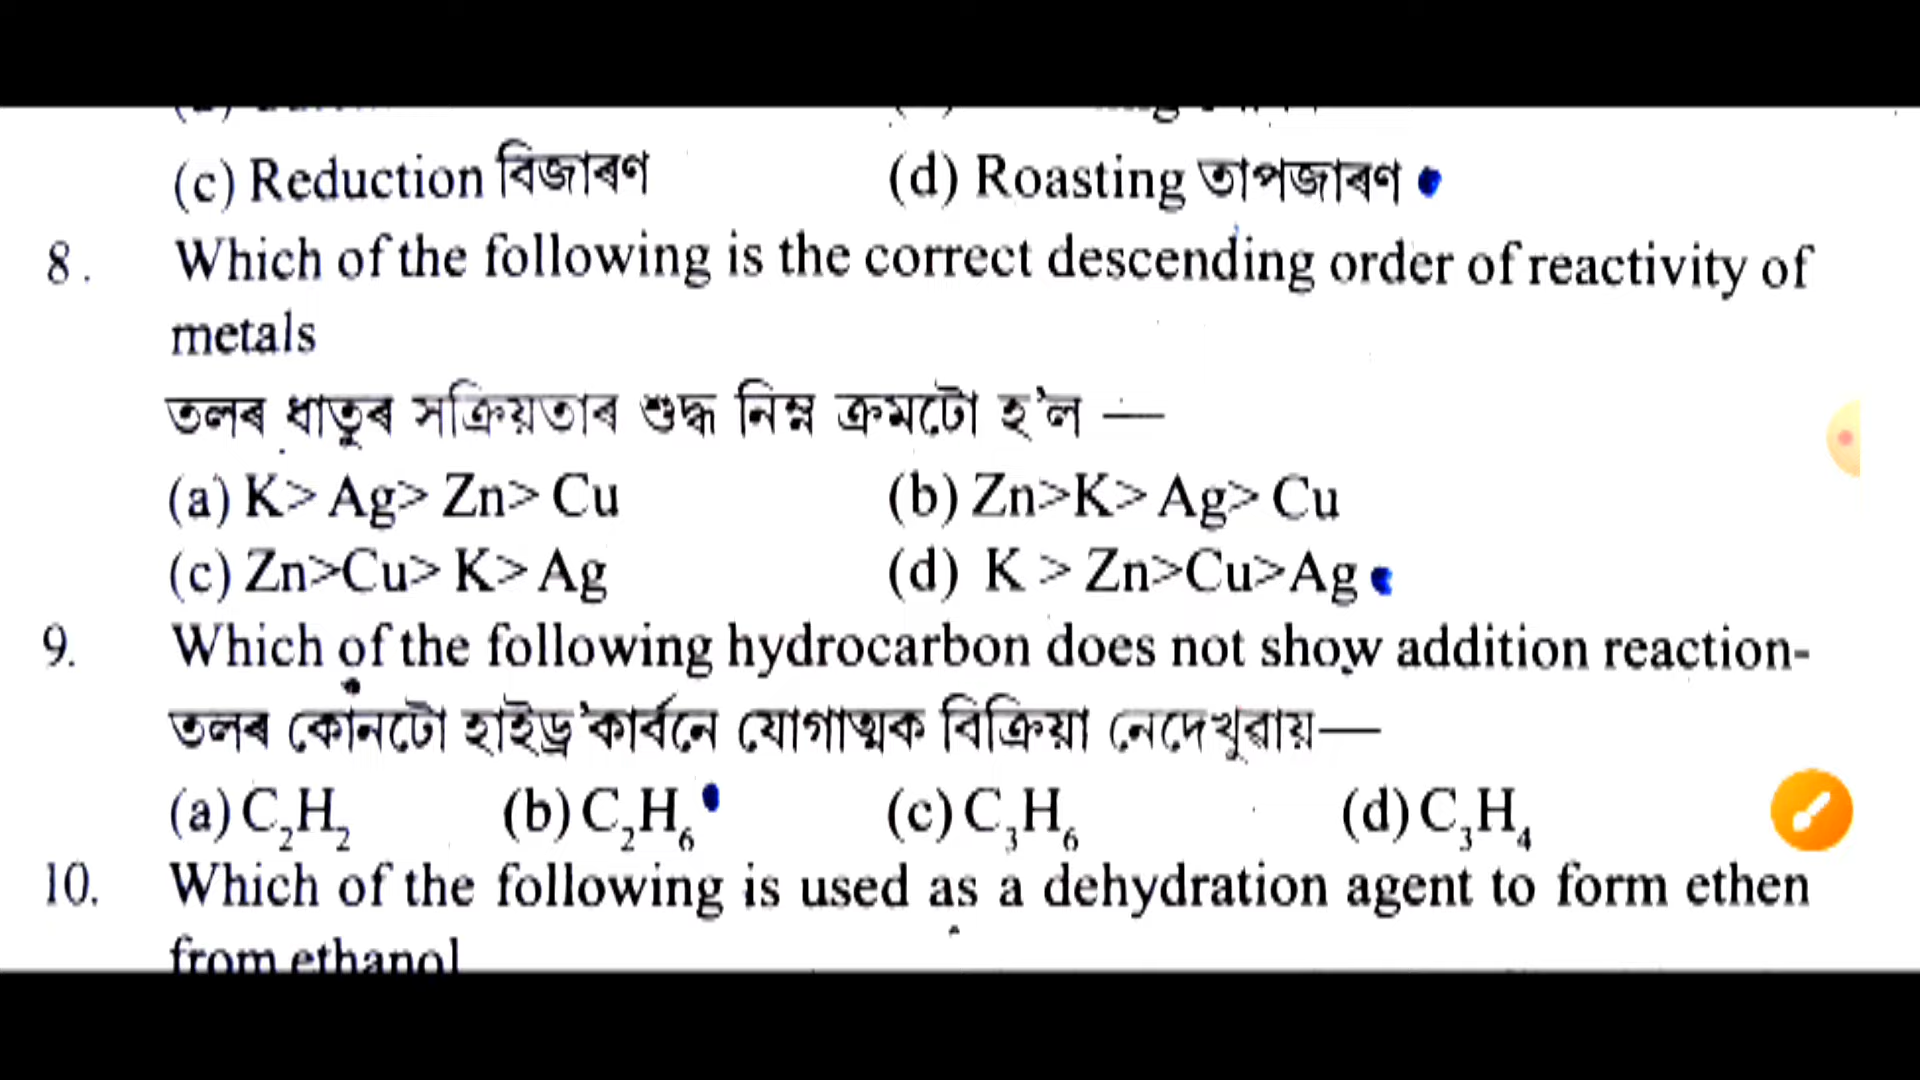 (c) Reduction বিজাৰণ (d) Roasting তাপজাৰণ
8. Which of the following is the correct descending order of reactivity of
metals
তলৰ ধাতুৰ সক্ৰিয়তাৰ শুদ্ধ নিম্ন ক্ৰমটো হ'ল —
(a) K> Ag> Zn> Cu (b) Zn>K> Ag> Cu
(c) Zn>Cu> K> Ag (d) K > Zn>Cu>Ag
9. Which of the following hydrocarbon does not show addition reaction-
তলৰ কোনটো হাইড্ৰ'কাৰ্বনে যোগাত্মক বিক্ৰিয়া নেদেখুৱায়—
(a) C₂H₂ (b) C₂H₆ (c) C₃H₆ (d) C₃H₄
10. Which of the following is used as a dehydration agent to form ethen
from ethanol